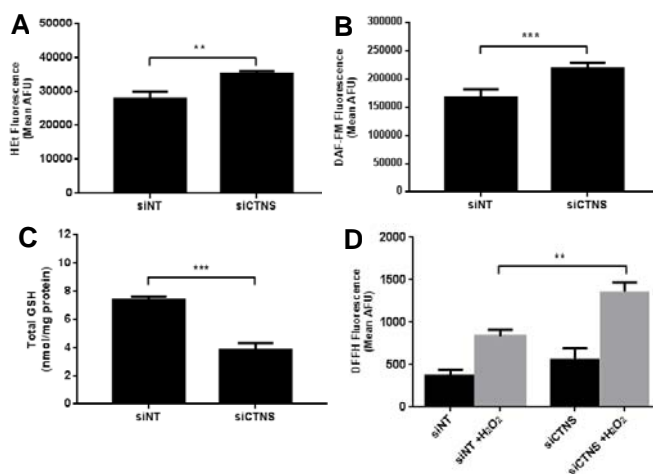 A
HEt Fluorescence
(Mean AFU)
50000
40000
30000
20000
10000
0
**
siNT
siCTNS
B
DAF-FM Fluorescence
(Mean AFU)
250000
200000
150000
100000
50000
0
***
siNT
siCTNS
C
Total GSH
(nmol/mg protein)
12
10
8
6
4
2
0
***
siNT
siCTNS
D
DFFH Fluorescence
(Mean AFU)
2000
1500
1000
500
0
**
siNT
siNT +H2O2
siCTNS
siCTNS +H2O2